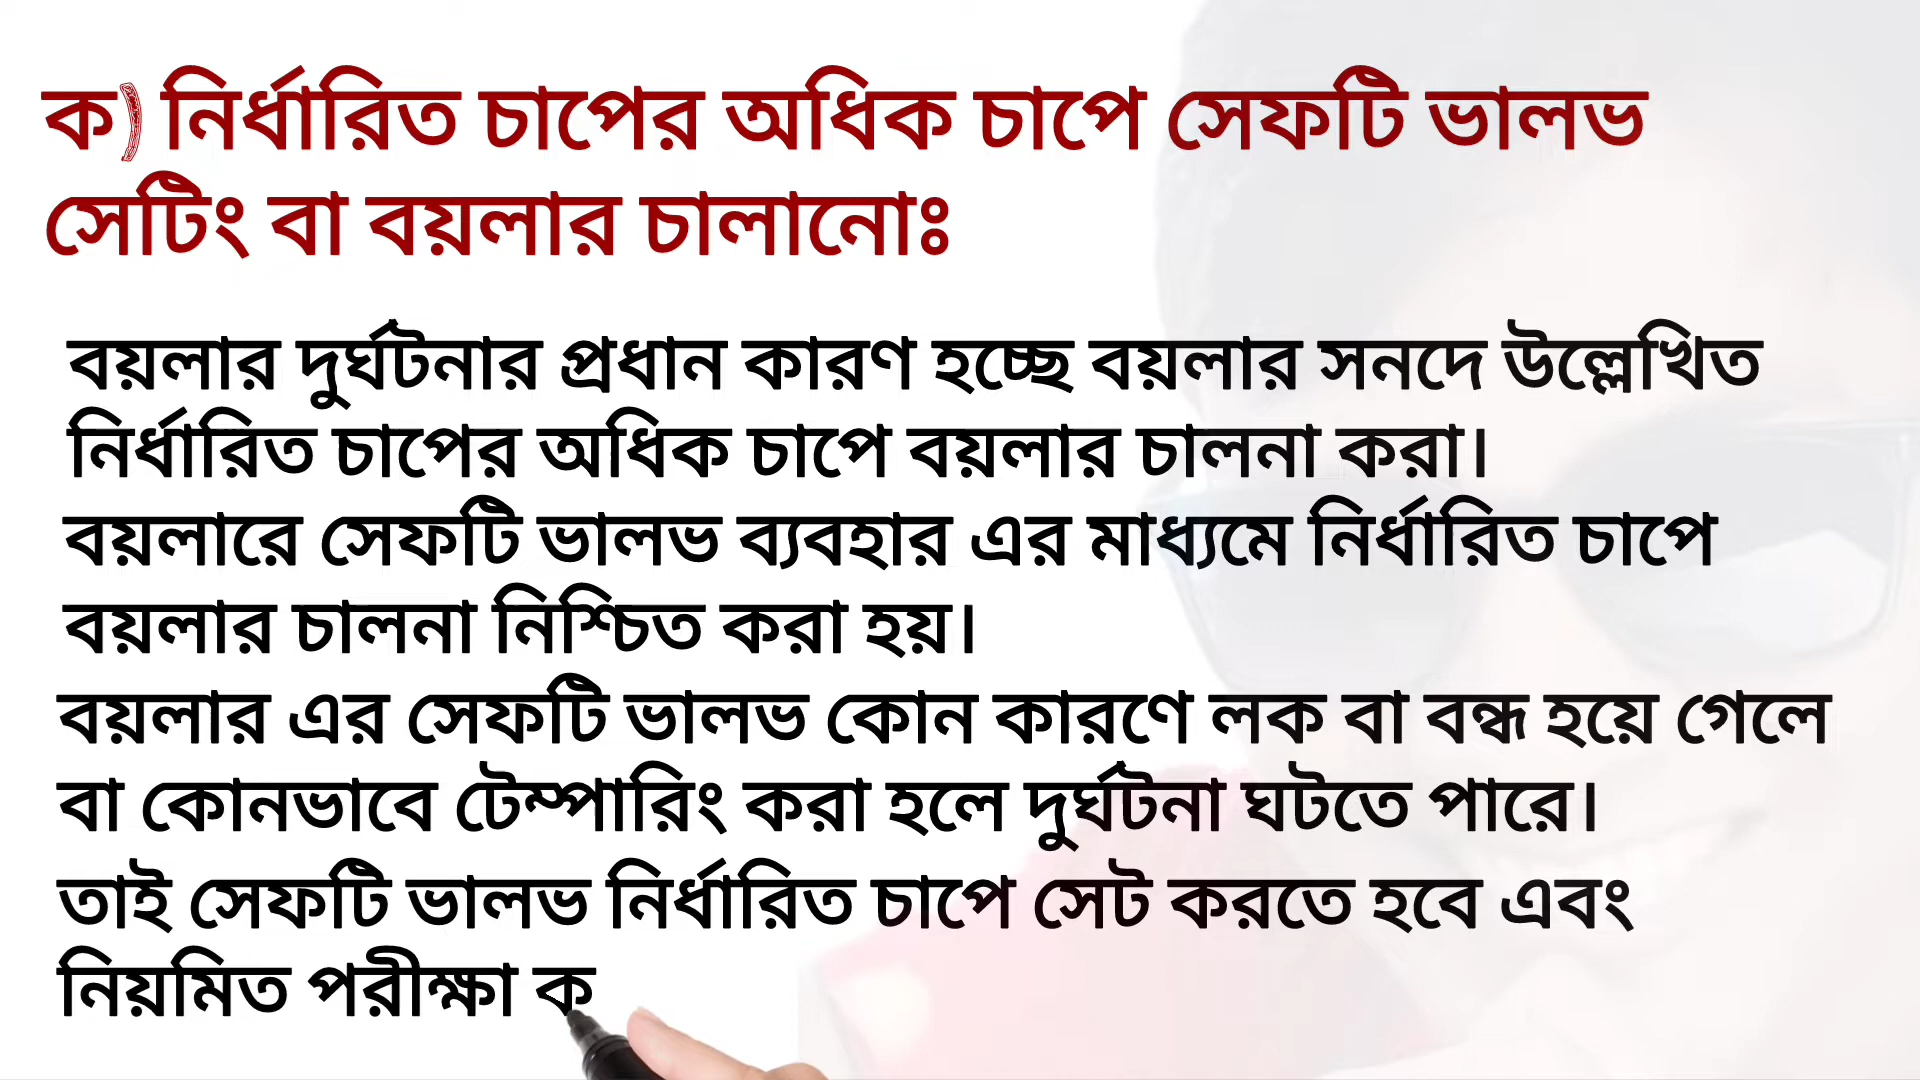 ক) নির্ধারিত চাপের অধিক চাপে সেফটি ভালভ
সেটিং বা বয়লার চালানোঃ
বয়লার দুর্ঘটনার প্রধান কারণ হচ্ছে বয়লার সনদে উল্লেখিত
নির্ধারিত চাপের অধিক চাপে বয়লার চালনা করা।
বয়লারে সেফটি ভালভ ব্যবহার এর মাধ্যমে নির্ধারিত চাপে
বয়লার চালনা নিশ্চিত করা হয়।
বয়লার এর সেফটি ভালভ কোন কারণে লক বা বন্ধ হয়ে গেলে
বা কোনভাবে টেম্পারিং করা হলে দুর্ঘটনা ঘটতে পারে।
তাই সেফটি ভালভ নির্ধারিত চাপে সেট করতে হবে এবং
নিয়মিত পরীক্ষা ক